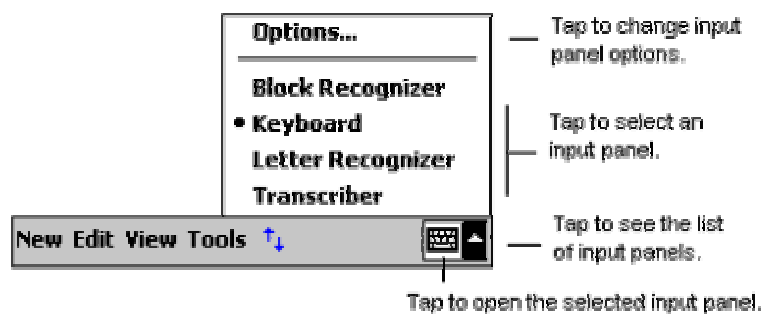 Options...
Tap to change input
panel options.
Block Recognizer
Keyboard
Letter Recognizer
Transcriber
Tap to select an
input panel.
New Edit View Tools
Tap to see the list
of input panels.
Tap to open the selected input panel.